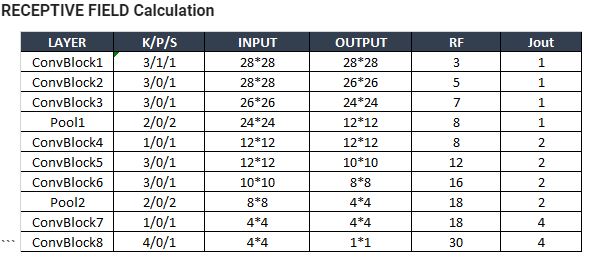 RECEPTIVE FIELD Calculation
LAYER K/P/S INPUT OUTPUT RF Jout
ConvBlock1 3/1/1 28*28 28*28 3 1
ConvBlock2 3/0/1 28*28 26*26 5 1
ConvBlock3 3/0/1 26*26 24*24 7 1
Pool1 2/0/2 24*24 12*12 8 1
ConvBlock4 1/0/1 12*12 12*12 8 2
ConvBlock5 3/0/1 12*12 10*10 12 2
ConvBlock6 3/0/1 10*10 8*8 16 2
Pool2 2/0/2 8*8 4*4 18 2
ConvBlock7 1/0/1 4*4 4*4 18 4
``` ConvBlock8 4/0/1 4*4 1*1 30 4